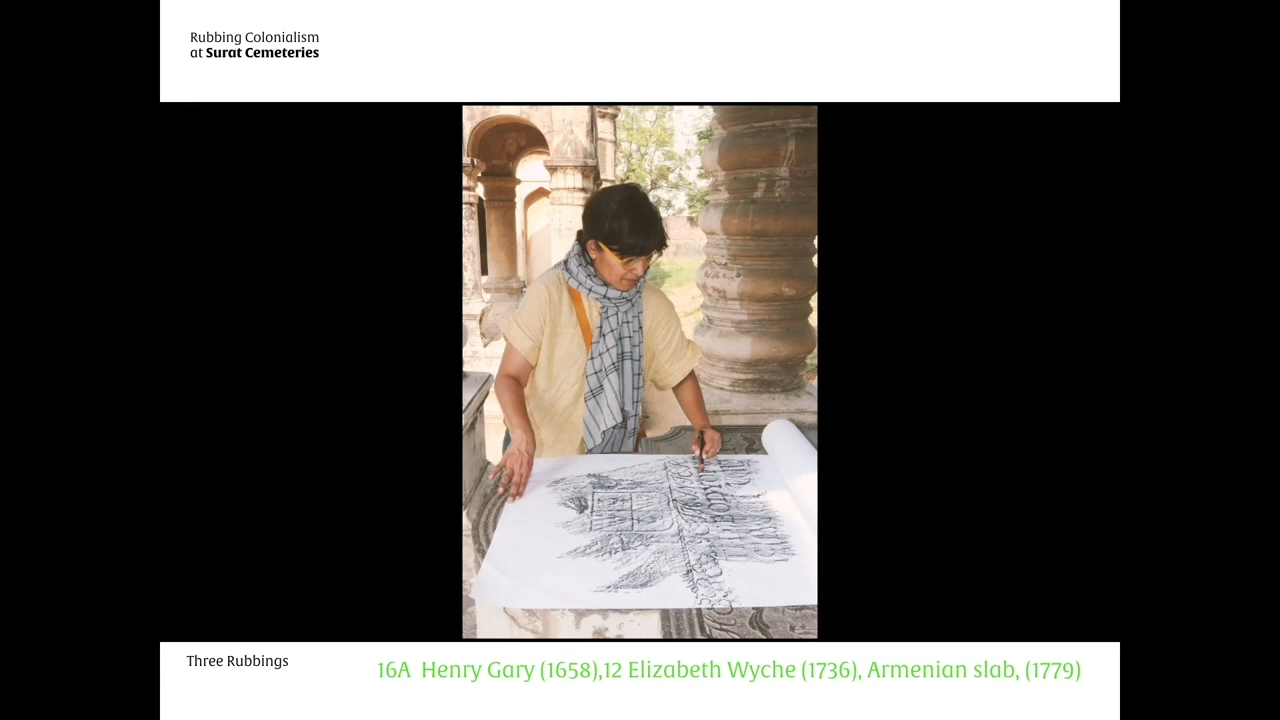 Rubbing Colonialism
at Surat Cemeteries
Three Rubbings
16A  Henry Gary (1658),12 Elizabeth Wyche (1736), Armenian slab, (1779)